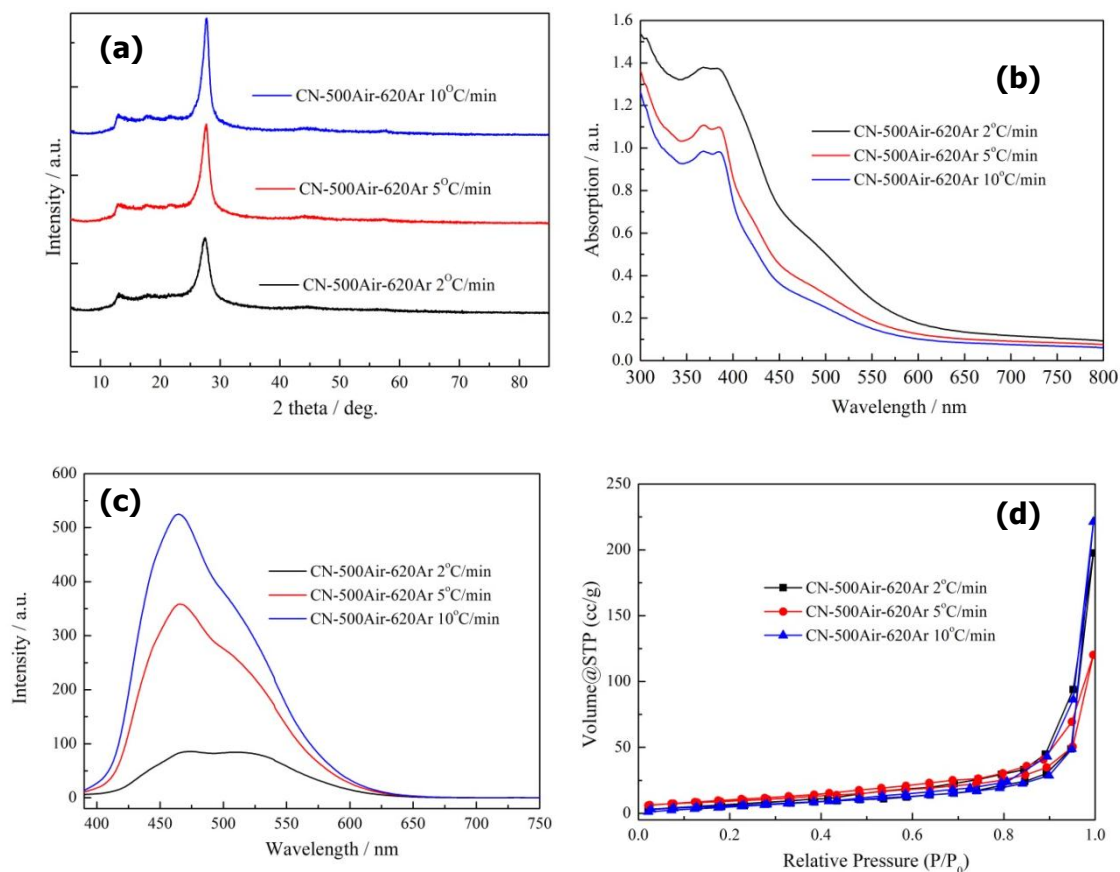 (a)
CN-500Air-620Ar 10⁰C/min
CN-500Air-620Ar 5⁰C/min
CN-500Air-620Ar 2⁰C/min
Intensity / a.u.
10 20 30 40 50 60 70 80
2 theta / deg.
(b)
1.6
1.4
1.2
1.0
0.8
0.6
0.4
0.2
0.0
Absorption / a.u.
CN-500Air-620Ar 2°C/min
CN-500Air-620Ar 5°C/min
CN-500Air-620Ar 10°C/min
300 350 400 450 500 550 600 650 700 750 800
Wavelength / nm
(c)
600
500
400
300
200
100
0
Intensity / a.u.
CN-500Air-620Ar 2°C/min
CN-500Air-620Ar 5°C/min
CN-500Air-620Ar 10°C/min
400 450 500 550 600 650 700 750
Wavelength / nm
(d)
250
200
150
100
50
0
Volume@STP (cc/g)
CN-500Air-620Ar 2°C/min
CN-500Air-620Ar 5°C/min
CN-500Air-620Ar 10°C/min
0.0 0.2 0.4 0.6 0.8 1.0
Relative Pressure (P/P₀)